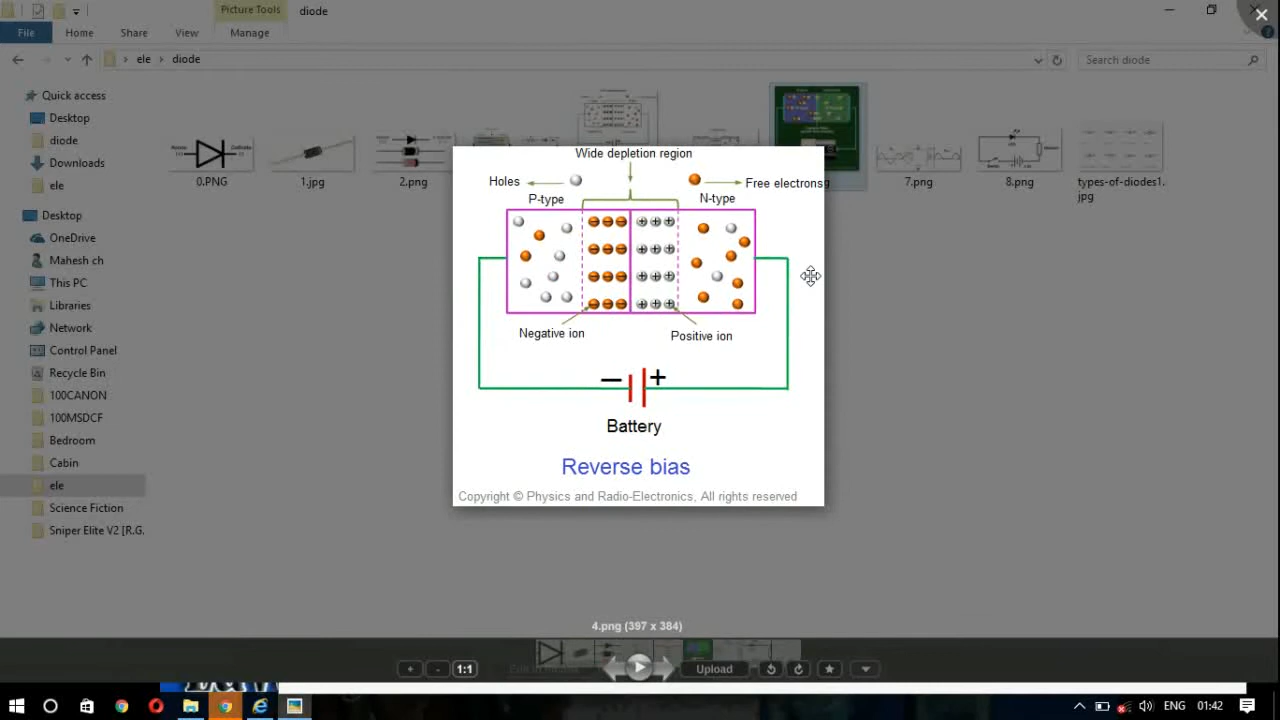 Picture Tools
diode
File
Home
Share
View
Manage
ele
diode
Search diode
Quick access
Desktop
diode
Downloads
ele
Desktop
OneDrive
Mahesh ch
This PC
Libraries
Network
Control Panel
Recycle Bin
100CANON
100MSDCF
Bedroom
Cabin
ele
Science Fiction
Sniper Elite V2 [R.G.
0.PNG
1.jpg
2.png
7.png
8.png
types-of-diodes1.
jpg
Wide depletion region
Holes
Free electrons
P-type
N-type
Negative ion
Positive ion
− +
Battery
Reverse bias
Copyright © Physics and Radio-Electronics, All rights reserved
4.png (397 x 384)
+ - 1:1
Upload
ENG 01:42